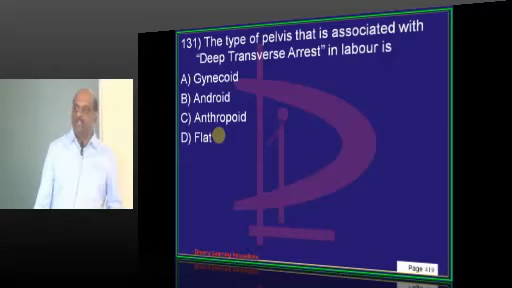 131) The type of pelvis that is associated with
"Deep Transverse Arrest" in labour is
A) Gynecoid
B) Android
C) Anthropoid
D) Flat
Page 419